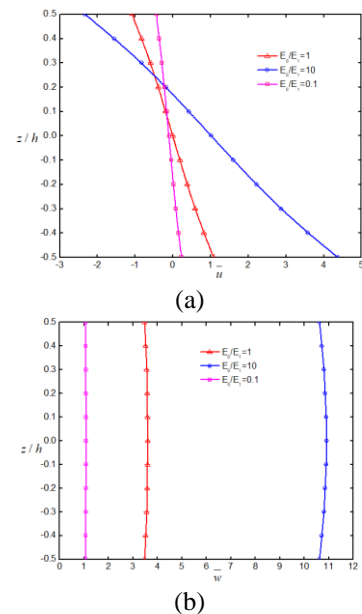 0.5
0.4
0.3
0.2
0.1
0.0
-0.1
-0.2
-0.3
-0.4
-0.5
z / h
E₀/E₁=1
E₀/E₁=10
E₀/E₁=0.1
-3 -2 -1 0 1 2 3 4 5
u̅
(a)
0.5
0.4
0.3
0.2
0.1
0.0
-0.1
-0.2
-0.3
-0.4
-0.5
z / h
E₀/E₁=1
E₀/E₁=10
E₀/E₁=0.1
0 1 2 3 4 5 6 7 8 9 10 11 12
w̅
(b)